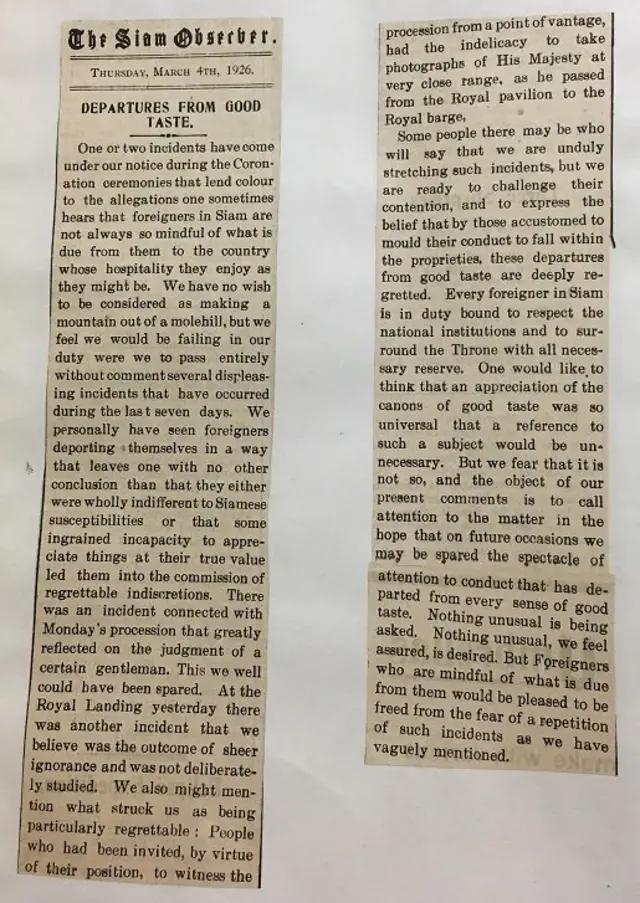 The Siam Observer.
THURSDAY, MARCH 4TH, 1926.
DEPARTURES FROM GOOD
TASTE.
One or two incidents have come
under our notice during the Coron-
ation ceremonies that lend colour
to the allegations one sometimes
hears that foreigners in Siam are
not always so mindful of what is
due from them to the country
whose hospitality they enjoy as
they might be. We have no wish
to be considered as making a
mountain out of a molehill, but we
feel we would be failing in our
duty were we to pass entirely
without comment several displeas-
ing incidents that have occurred
during the last seven days. We
personally have seen foreigners
deporting themselves in a way
that leaves one with no other
conclusion than that they either
were wholly indifferent to Siamese
susceptibilities or that some
ingrained incapacity to appre-
ciate things at their true value
led them into the commission of
regrettable indiscretions. There
was an incident connected with
Monday's procession that greatly
reflected on the judgment of a
certain gentleman. This we well
could have been spared. At the
Royal Landing yesterday there
was another incident that we
believe was the outcome of sheer
ignorance and was not deliberate-
ly studied. We also might men-
tion what struck us as being
particularly regrettable : People
who had been invited, by virtue
of their position, to witness the
procession from a point of vantage,
had the indelicacy to take
photographs of His Majesty at
very close range, as he passed
from the Royal pavilion to the
Royal barge.
Some people there may be who
will say that we are unduly
stretching such incidents, but we
are ready to challenge their
contention, and to express the
belief that by those accustomed to
mould their conduct to fall within
the proprieties, these departures
from good taste are deeply re-
gretted. Every foreigner in Siam
is in duty bound to respect the
national institutions and to sur-
round the Throne with all neces-
sary reserve. One would like to
think that an appreciation of the
canons of good taste was so
universal that a reference to
such a subject would be un-
necessary. But we fear that it is
not so, and the object of our
present comments is to call
attention to the matter in the
hope that on future occasions we
may be spared the spectacle of
attention to conduct that has de-
parted from every sense of good
taste. Nothing unusual is being
asked. Nothing unusual, we feel
assured, is desired. But Foreigners
who are mindful of what is due
from them would be pleased to be
freed from the fear of a repetition
of such incidents as we have
vaguely mentioned.